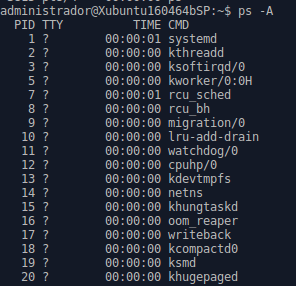 administrador@Xubuntu160464bSP:~$ ps -A
PID TTY TIME CMD
1 ? 00:00:01 systemd
2 ? 00:00:00 kthreadd
3 ? 00:00:00 ksoftirqd/0
5 ? 00:00:00 kworker/0:0H
7 ? 00:00:01 rcu_sched
8 ? 00:00:00 rcu_bh
9 ? 00:00:00 migration/0
10 ? 00:00:00 lru-add-drain
11 ? 00:00:00 watchdog/0
12 ? 00:00:00 cpuhp/0
13 ? 00:00:00 kdevtmpfs
14 ? 00:00:00 netns
15 ? 00:00:00 khungtaskd
16 ? 00:00:00 oom_reaper
17 ? 00:00:00 writeback
18 ? 00:00:00 kcompactd0
19 ? 00:00:00 ksmd
20 ? 00:00:00 khugepaged